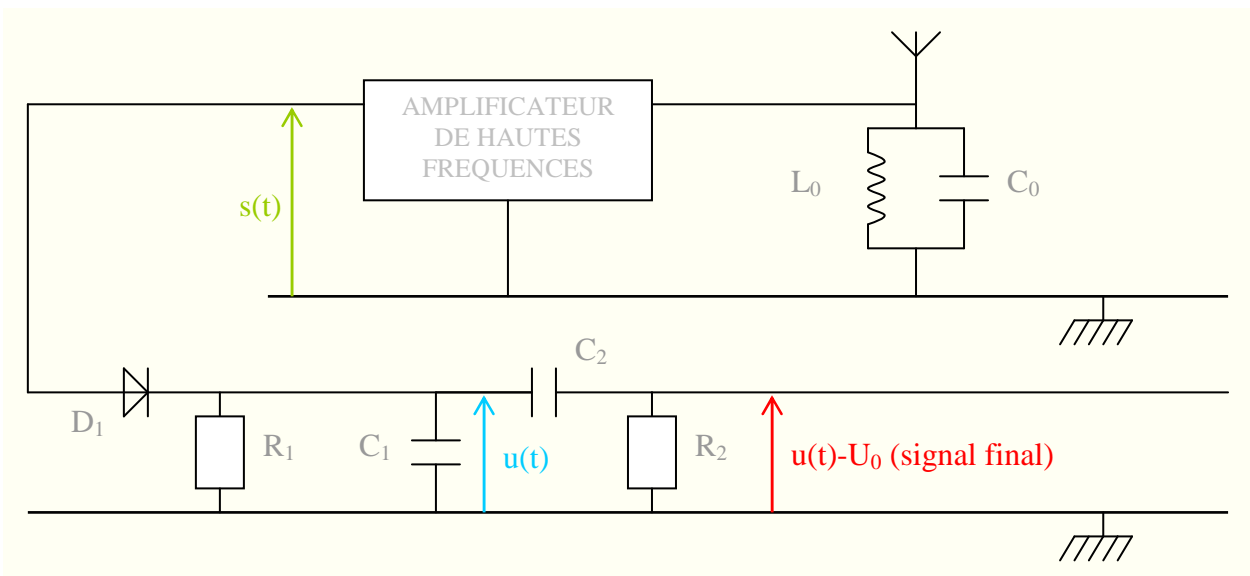 AMPLIFICATEUR
DE HAUTES
FREQUENCES
s(t)
L₀
C₀
C₂
D₁
R₁
C₁
u(t)
R₂
u(t)-U₀ (signal final)